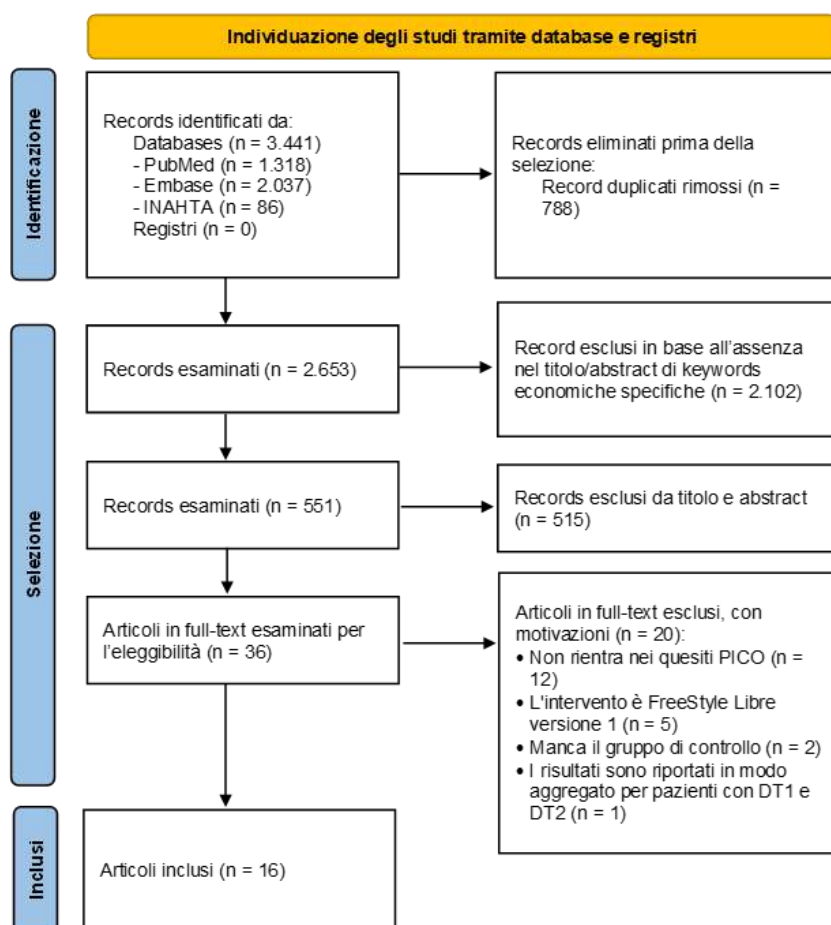 Individuazione degli studi tramite database e registri
Identificazione
Records identificati da:
Databases (n = 3.441)
- PubMed (n = 1.318)
- Embase (n = 2.037)
-INAHTA (n = 86)
Registri (n = 0)
Records eliminati prima della
selezione:
Record duplicati rimossi (n =
788)
Selezione
Records esaminati (n = 2.653)
Record esclusi in base all'assenza
nel titolo/abstract di keywords
economiche specifiche (n = 2.102)
Records esaminati (n = 551)
Records esclusi da titolo e abstract
(n = 515)
Articoli in full-text esaminati per
l'eleggibilità (n = 36)
Articoli in full-text esclusi, con
motivazioni (n = 20):
• Non rientra nei quesiti PICO (n =
12)
• L'intervento è FreeStyle Libre
versione 1 (n = 5)
• Manca il gruppo di controllo (n = 2)
• I risultati sono riportati in modo
aggregato per pazienti con DT1 e
DT2 (n = 1)
Inclusi
Articoli inclusi (n = 16)